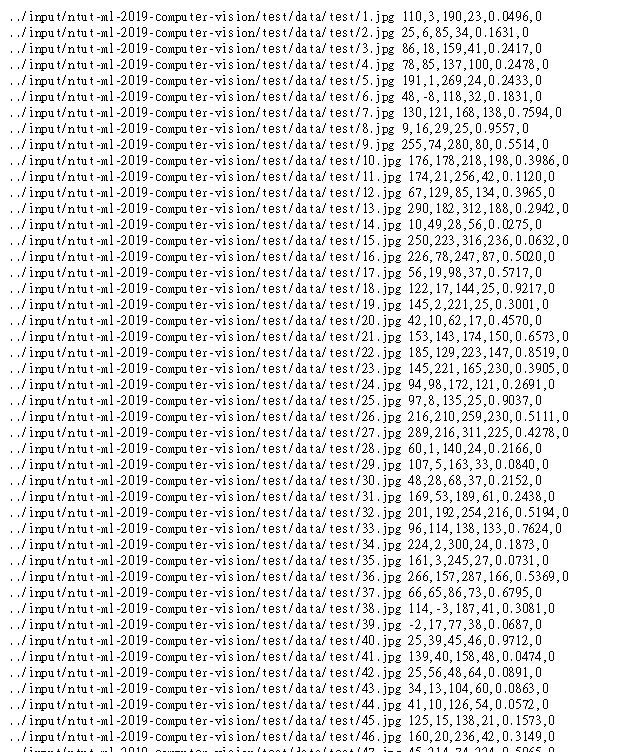 ../input/ntut-ml-2019-computer-vision/test/data/test/1.jpg 110,3,190,23,0.0496,0
../input/ntut-ml-2019-computer-vision/test/data/test/2.jpg 25,6,85,34,0.1631,0
../input/ntut-ml-2019-computer-vision/test/data/test/3.jpg 86,18,159,41,0.2417,0
../input/ntut-ml-2019-computer-vision/test/data/test/4.jpg 78,85,137,100,0.2478,0
../input/ntut-ml-2019-computer-vision/test/data/test/5.jpg 191,1,269,24,0.2433,0
../input/ntut-ml-2019-computer-vision/test/data/test/6.jpg 48,-8,118,32,0.1831,0
../input/ntut-ml-2019-computer-vision/test/data/test/7.jpg 130,121,168,138,0.7594,0
../input/ntut-ml-2019-computer-vision/test/data/test/8.jpg 9,16,29,25,0.9557,0
../input/ntut-ml-2019-computer-vision/test/data/test/9.jpg 255,74,280,80,0.5514,0
../input/ntut-ml-2019-computer-vision/test/data/test/10.jpg 176,178,218,198,0.3986,0
../input/ntut-ml-2019-computer-vision/test/data/test/11.jpg 174,21,256,42,0.1120,0
../input/ntut-ml-2019-computer-vision/test/data/test/12.jpg 67,129,85,134,0.3965,0
../input/ntut-ml-2019-computer-vision/test/data/test/13.jpg 290,182,312,188,0.2942,0
../input/ntut-ml-2019-computer-vision/test/data/test/14.jpg 10,49,28,56,0.0275,0
../input/ntut-ml-2019-computer-vision/test/data/test/15.jpg 250,223,316,236,0.0632,0
../input/ntut-ml-2019-computer-vision/test/data/test/16.jpg 226,78,247,87,0.5020,0
../input/ntut-ml-2019-computer-vision/test/data/test/17.jpg 56,19,98,37,0.5717,0
../input/ntut-ml-2019-computer-vision/test/data/test/18.jpg 122,17,144,25,0.9217,0
../input/ntut-ml-2019-computer-vision/test/data/test/19.jpg 145,2,221,25,0.3001,0
../input/ntut-ml-2019-computer-vision/test/data/test/20.jpg 42,10,62,17,0.4570,0
../input/ntut-ml-2019-computer-vision/test/data/test/21.jpg 153,143,174,150,0.6573,0
../input/ntut-ml-2019-computer-vision/test/data/test/22.jpg 185,129,223,147,0.8519,0
../input/ntut-ml-2019-computer-vision/test/data/test/23.jpg 145,221,165,230,0.3905,0
../input/ntut-ml-2019-computer-vision/test/data/test/24.jpg 94,98,172,121,0.2691,0
../input/ntut-ml-2019-computer-vision/test/data/test/25.jpg 97,8,135,25,0.9037,0
../input/ntut-ml-2019-computer-vision/test/data/test/26.jpg 216,210,259,230,0.5111,0
../input/ntut-ml-2019-computer-vision/test/data/test/27.jpg 289,216,311,225,0.4278,0
../input/ntut-ml-2019-computer-vision/test/data/test/28.jpg 60,1,140,24,0.2166,0
../input/ntut-ml-2019-computer-vision/test/data/test/29.jpg 107,5,163,33,0.0840,0
../input/ntut-ml-2019-computer-vision/test/data/test/30.jpg 48,28,68,37,0.2152,0
../input/ntut-ml-2019-computer-vision/test/data/test/31.jpg 169,53,189,61,0.2438,0
../input/ntut-ml-2019-computer-vision/test/data/test/32.jpg 201,192,254,216,0.5194,0
../input/ntut-ml-2019-computer-vision/test/data/test/33.jpg 96,114,138,133,0.7624,0
../input/ntut-ml-2019-computer-vision/test/data/test/34.jpg 224,2,300,24,0.1873,0
../input/ntut-ml-2019-computer-vision/test/data/test/35.jpg 161,3,245,27,0.0731,0
../input/ntut-ml-2019-computer-vision/test/data/test/36.jpg 266,157,287,166,0.5369,0
../input/ntut-ml-2019-computer-vision/test/data/test/37.jpg 66,65,86,73,0.6795,0
../input/ntut-ml-2019-computer-vision/test/data/test/38.jpg 114,-3,187,41,0.3081,0
../input/ntut-ml-2019-computer-vision/test/data/test/39.jpg -2,17,77,38,0.0687,0
../input/ntut-ml-2019-computer-vision/test/data/test/40.jpg 25,39,45,46,0.9712,0
../input/ntut-ml-2019-computer-vision/test/data/test/41.jpg 139,40,158,48,0.0474,0
../input/ntut-ml-2019-computer-vision/test/data/test/42.jpg 25,56,48,64,0.0891,0
../input/ntut-ml-2019-computer-vision/test/data/test/43.jpg 34,13,104,60,0.0863,0
../input/ntut-ml-2019-computer-vision/test/data/test/44.jpg 41,10,126,54,0.0572,0
../input/ntut-ml-2019-computer-vision/test/data/test/45.jpg 125,15,138,21,0.1573,0
../input/ntut-ml-2019-computer-vision/test/data/test/46.jpg 160,20,236,42,0.3149,0